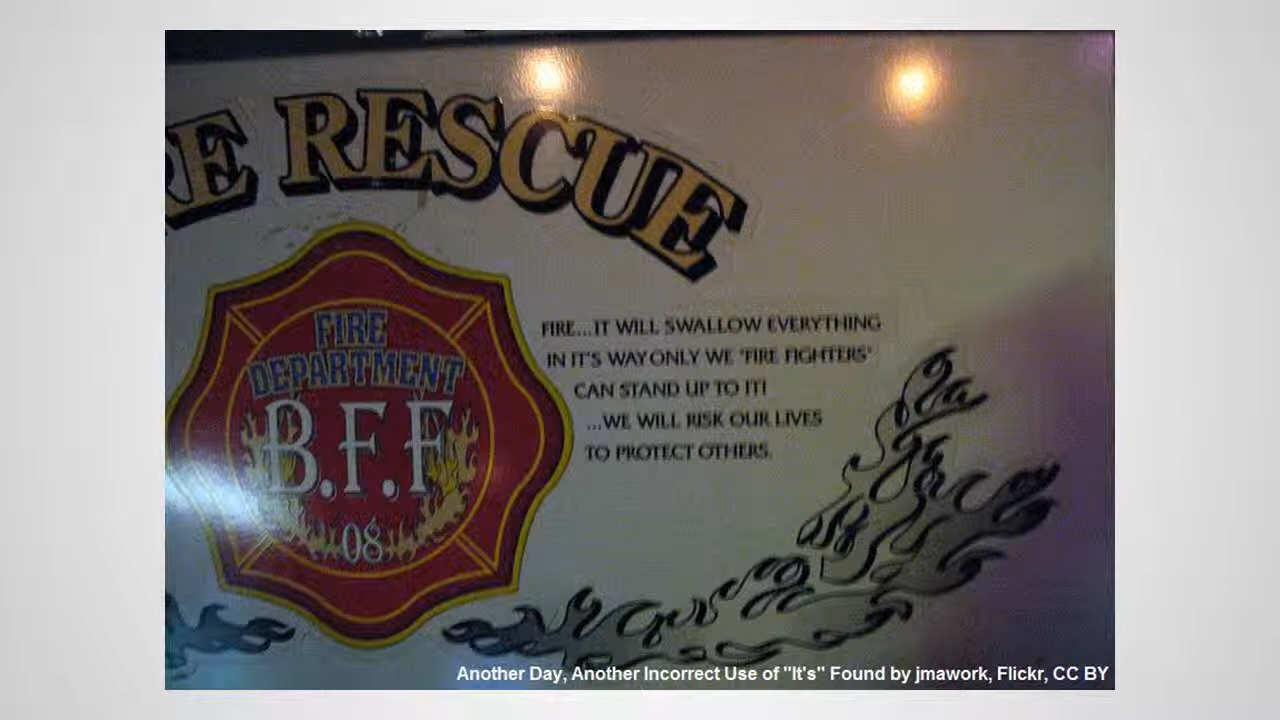 RE RESCUE
FIRE
DEPARTMENT
B.F.F
08
FIRE...IT WILL SWALLOW EVERYTHING
IN IT'S WAY ONLY WE "FIRE FIGHTERS"
CAN STAND UP TO IT!
...WE WILL RISK OUR LIVES
TO PROTECT OTHERS.
Another Day, Another Incorrect Use of "It's" Found by jmawork, Flickr, CC BY